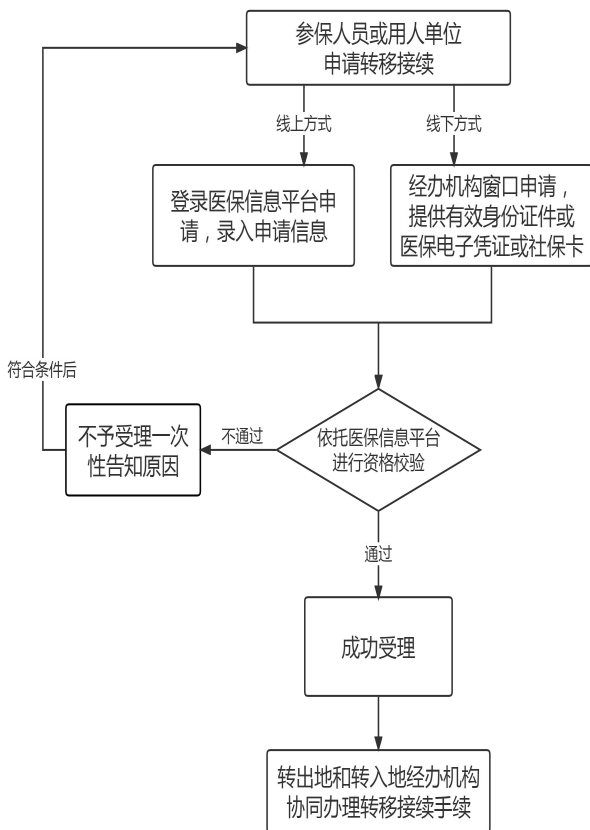 参保人员或用人单位
申请转移接续
线上方式
线下方式
登录医保信息平台申
请，录入申请信息
经办机构窗口申请，
提供有效身份证件或
医保电子凭证或社保卡
符合条件后
不予受理一次
性告知原因
不通过
依托医保信息平台
进行资格校验
通过
成功受理
转出地和转入地经办机构
协同办理转移接续手续